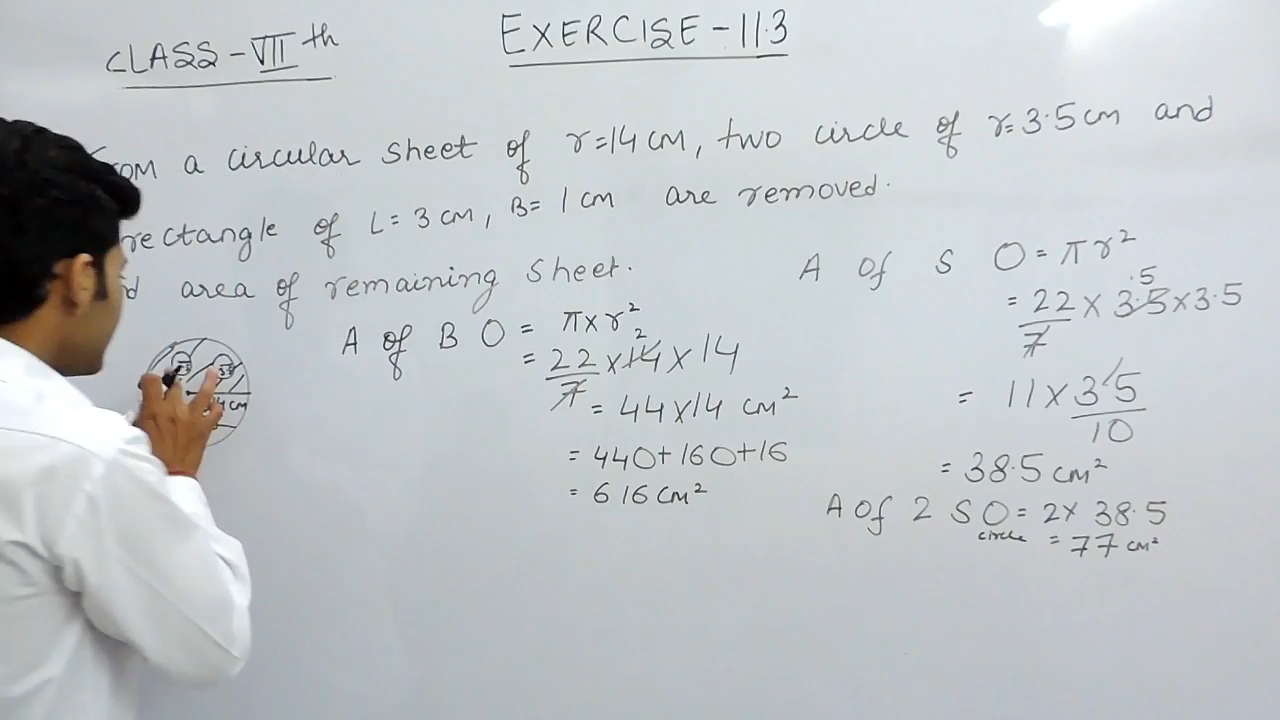 CLASS - VII th
EXERCISE - 11.3
a circular sheet of r=14 cm, two circle of r=3.5 cm and
rectangle of L= 3 cm, B= 1 cm are removed.
area of remaining sheet.
A of B O = π×r²
= 22/7 × 14 × 14
2
= 44×14 cm²
= 440+160+16
= 616 cm²
A of S O = πr²
.5
= 22/7 × 3.5×3.5
= 11 × 35/10
= 38.5 cm²
A of 2 S O = 2× 38.5
circle
= 77 cm²